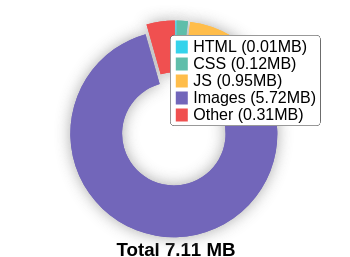 HTML (0.01MB)
CSS (0.12MB)
JS (0.95MB)
Images (5.72MB)
Other (0.31MB)
Total 7.11 MB